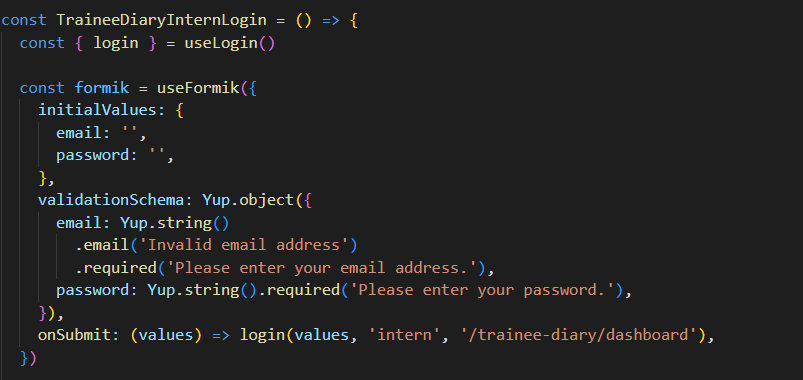 const TraineeDiaryInternLogin = () => {
  const { login } = useLogin()

  const formik = useFormik({
    initialValues: {
      email: '',
      password: '',
    },
    validationSchema: Yup.object({
      email: Yup.string()
        .email('Invalid email address')
        .required('Please enter your email address.'),
      password: Yup.string().required('Please enter your password.'),
    }),
    onSubmit: (values) => login(values, 'intern', '/trainee-diary/dashboard'),
  })